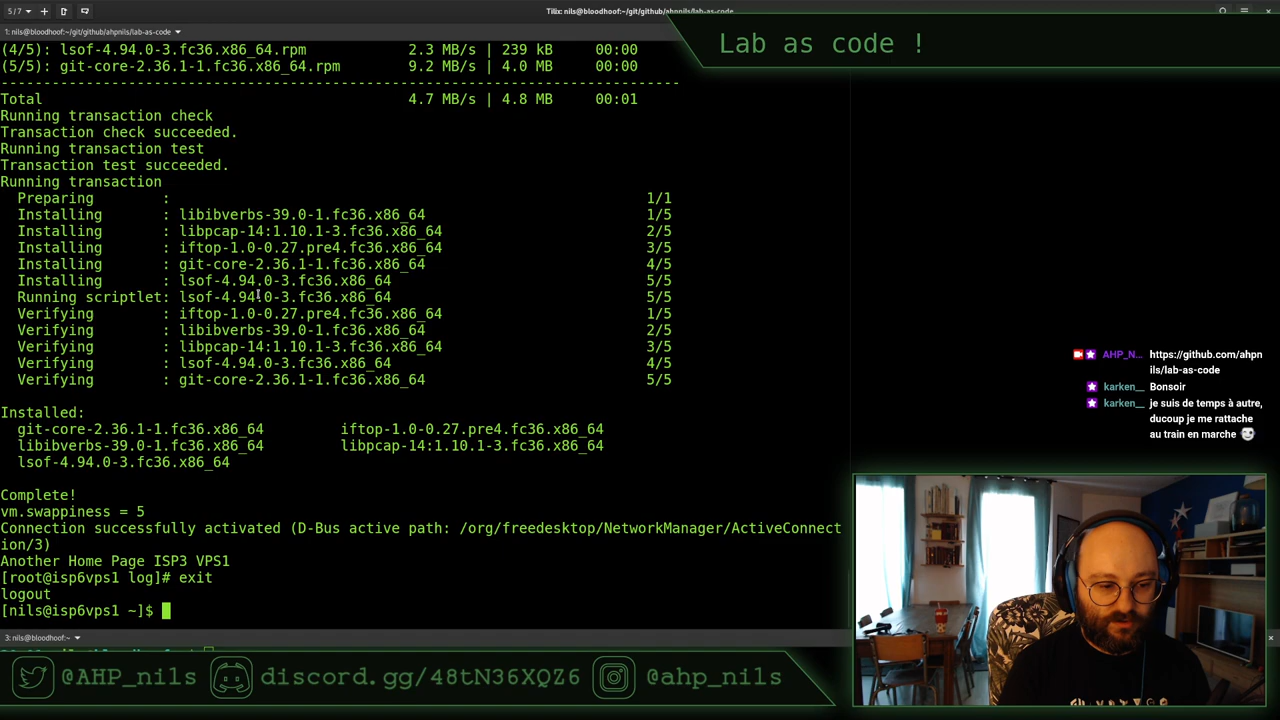 5/7
Tilix: nils@bloodhoof:~/git/github/ahpnils/lab-as-code
1: nils@bloodhoof:~/git/github/ahpnils/lab-as-code
Lab as code !
(4/5): lsof-4.94.0-3.fc36.x86_64.rpm 2.3 MB/s | 239 kB 00:00
(5/5): git-core-2.36.1-1.fc36.x86_64.rpm 9.2 MB/s | 4.0 MB 00:00
--------------------------------------------------------------------------------
Total 4.7 MB/s | 4.8 MB 00:01
Running transaction check
Transaction check succeeded.
Running transaction test
Transaction test succeeded.
Running transaction
Preparing : 1/1
Installing : libibverbs-39.0-1.fc36.x86_64 1/5
Installing : libpcap-14:1.10.1-3.fc36.x86_64 2/5
Installing : iftop-1.0-0.27.pre4.fc36.x86_64 3/5
Installing : git-core-2.36.1-1.fc36.x86_64 4/5
Installing : lsof-4.94.0-3.fc36.x86_64 5/5
Running scriptlet: lsof-4.94.0-3.fc36.x86_64 5/5
Verifying : iftop-1.0-0.27.pre4.fc36.x86_64 1/5
Verifying : libibverbs-39.0-1.fc36.x86_64 2/5
Verifying : libpcap-14:1.10.1-3.fc36.x86_64 3/5
Verifying : lsof-4.94.0-3.fc36.x86_64 4/5
Verifying : git-core-2.36.1-1.fc36.x86_64 5/5
Installed:
git-core-2.36.1-1.fc36.x86_64 iftop-1.0-0.27.pre4.fc36.x86_64
libibverbs-39.0-1.fc36.x86_64 libpcap-14:1.10.1-3.fc36.x86_64
lsof-4.94.0-3.fc36.x86_64
Complete!
vm.swappiness = 5
Connection successfully activated (D-Bus active path: /org/freedesktop/NetworkManager/ActiveConnect
ion/3)
Another Home Page ISP3 VPS1
[root@isp6vps1 log]# exit
logout
[nils@isp6vps1 ~]$
AHP_N... https://github.com/ahpn
ils/lab-as-code
karken__ Bonsoir
karken__ je suis de temps à autre,
ducoup je me rattache
au train en marche
3: nils@bloodhoof:~
@AHP_nils discord.gg/48tN36XQZ6 @ahp_nils